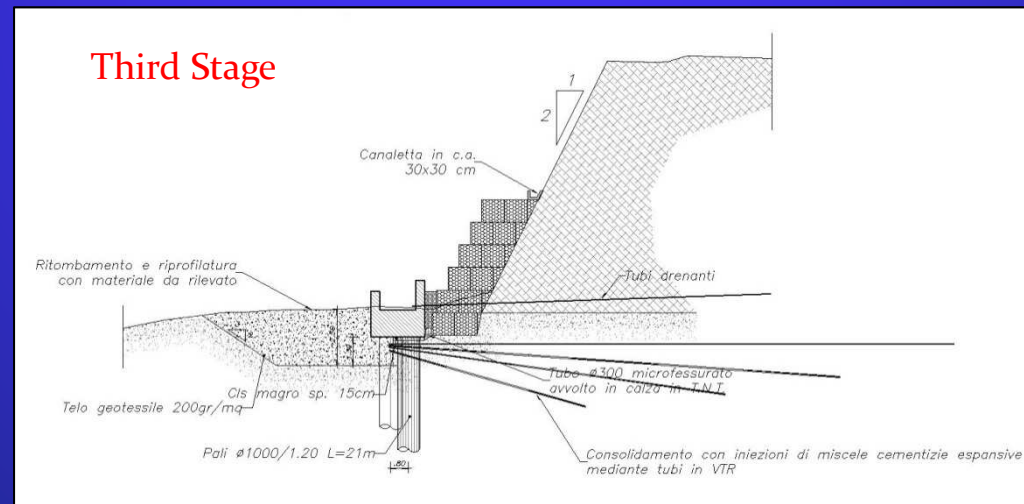 Third Stage
1
2
Canaletta in c.a.
30x30 cm
Ritombamento e riprofilatura
con materiale da rilevato
Tubi drenanti
Tubo ø300 microfessurato
avvolto in calza in T.N.T.
Cls magro sp. 15cm
Telo geotessile 200gr/mq
Pali ø1000/1.20 L=21m
.80
Consolidamento con iniezioni di miscele cementizie espansive
mediante tubi in VTR